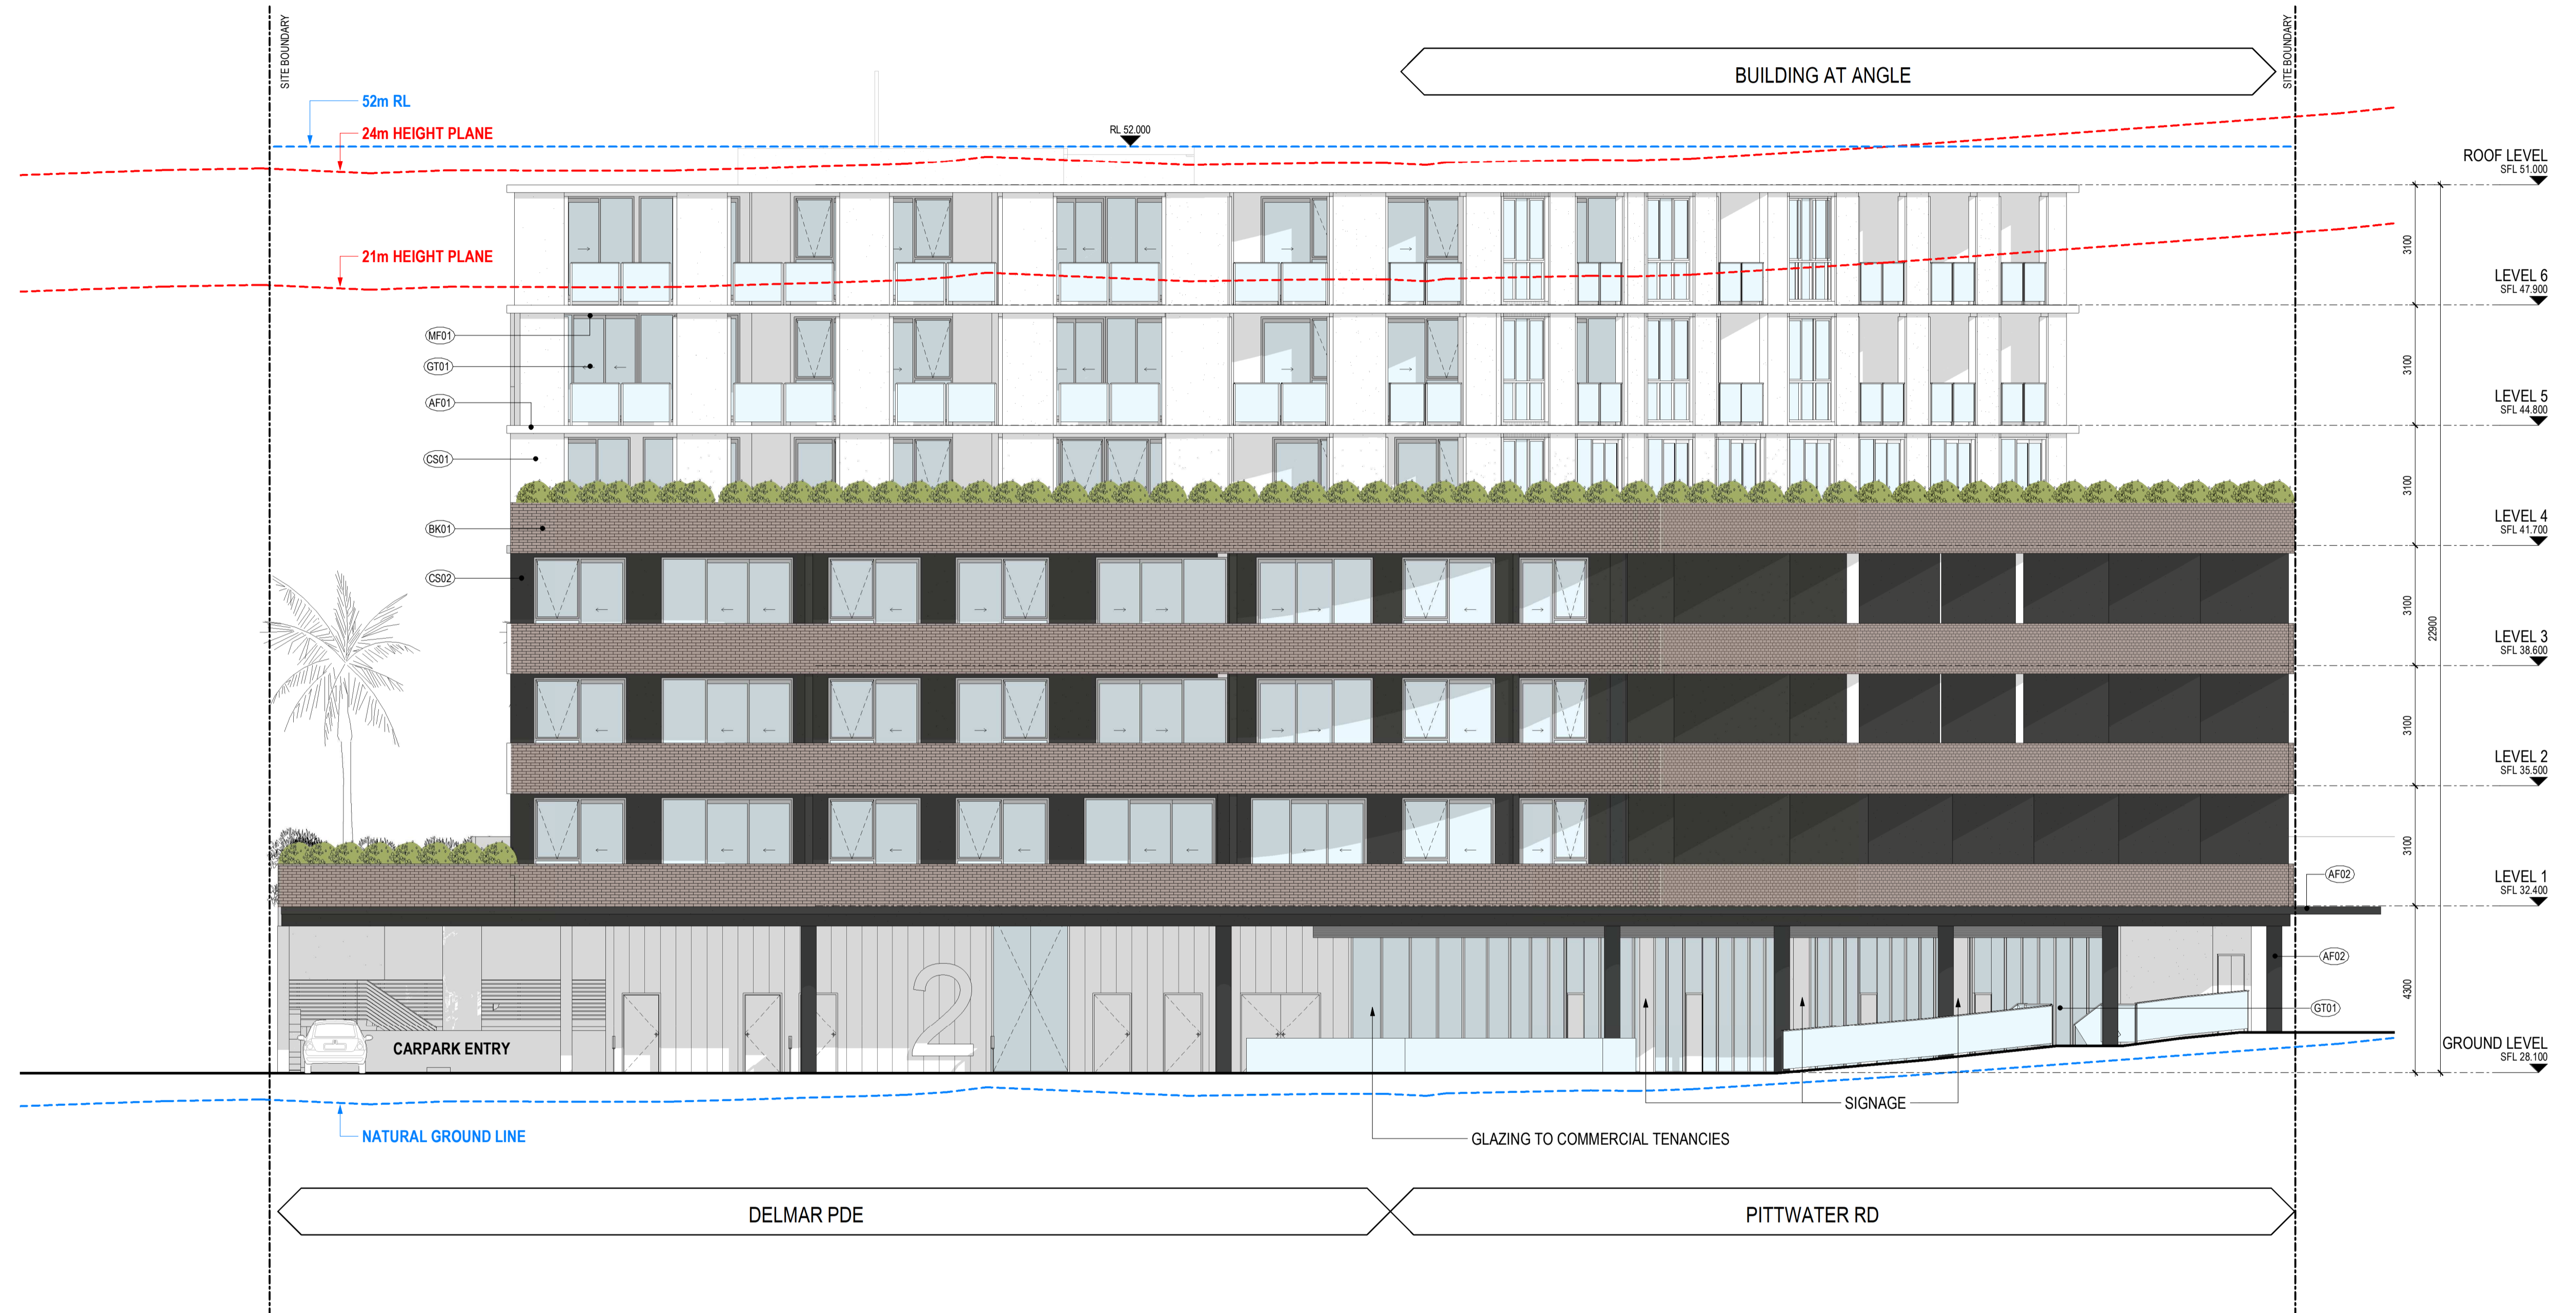 SITE BOUNDARY
SITE BOUNDARY
BUILDING AT ANGLE
52m RL
24m HEIGHT PLANE
RL 52.000
ROOF LEVEL
SFL 51.000
3100
21m HEIGHT PLANE
LEVEL 6
SFL 47.900
MF01
GT01
3100
AF01
LEVEL 5
SFL 44.800
CS01
3100
BK01
LEVEL 4
SFL 41.700
CS02
3100
22900
LEVEL 3
SFL 38.600
3100
LEVEL 2
SFL 35.500
3100
LEVEL 1
SFL 32.400
AF02
2
AF02
4300
GT01
CARPARK ENTRY
GROUND LEVEL
SFL 28.100
SIGNAGE
NATURAL GROUND LINE
GLAZING TO COMMERCIAL TENANCIES
DELMAR PDE
PITTWATER RD